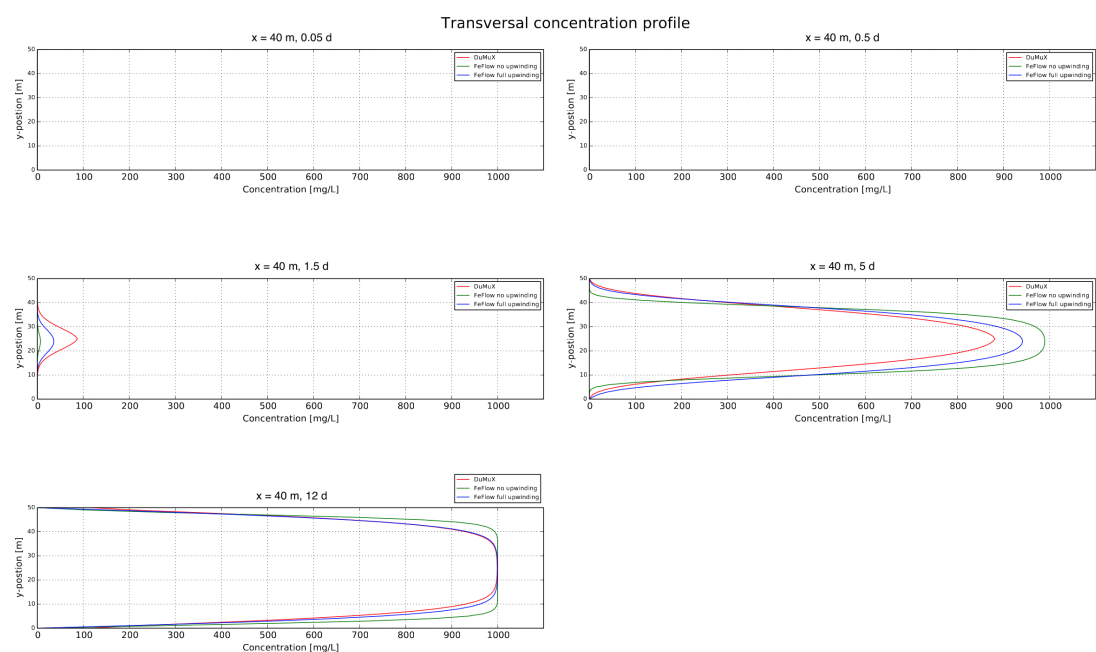 Transversal concentration profile
x = 40 m, 0.05 d
y-postion [m]
50
40
30
20
10
0
0 100 200 300 400 500 600 700 800 900 1000
Concentration [mg/L]
DuMuX
FeFlow no upwinding
FeFlow full upwinding
x = 40 m, 0.5 d
y-postion [m]
50
40
30
20
10
0
0 100 200 300 400 500 600 700 800 900 1000
Concentration [mg/L]
DuMuX
FeFlow no upwinding
FeFlow full upwinding
x = 40 m, 1.5 d
y-postion [m]
50
40
30
20
10
0
0 100 200 300 400 500 600 700 800 900 1000
Concentration [mg/L]
DuMuX
FeFlow no upwinding
FeFlow full upwinding
x = 40 m, 5 d
y-postion [m]
50
40
30
20
10
0
0 100 200 300 400 500 600 700 800 900 1000
Concentration [mg/L]
DuMuX
FeFlow no upwinding
FeFlow full upwinding
x = 40 m, 12 d
y-postion [m]
50
40
30
20
10
0
0 100 200 300 400 500 600 700 800 900 1000
Concentration [mg/L]
DuMuX
FeFlow no upwinding
FeFlow full upwinding